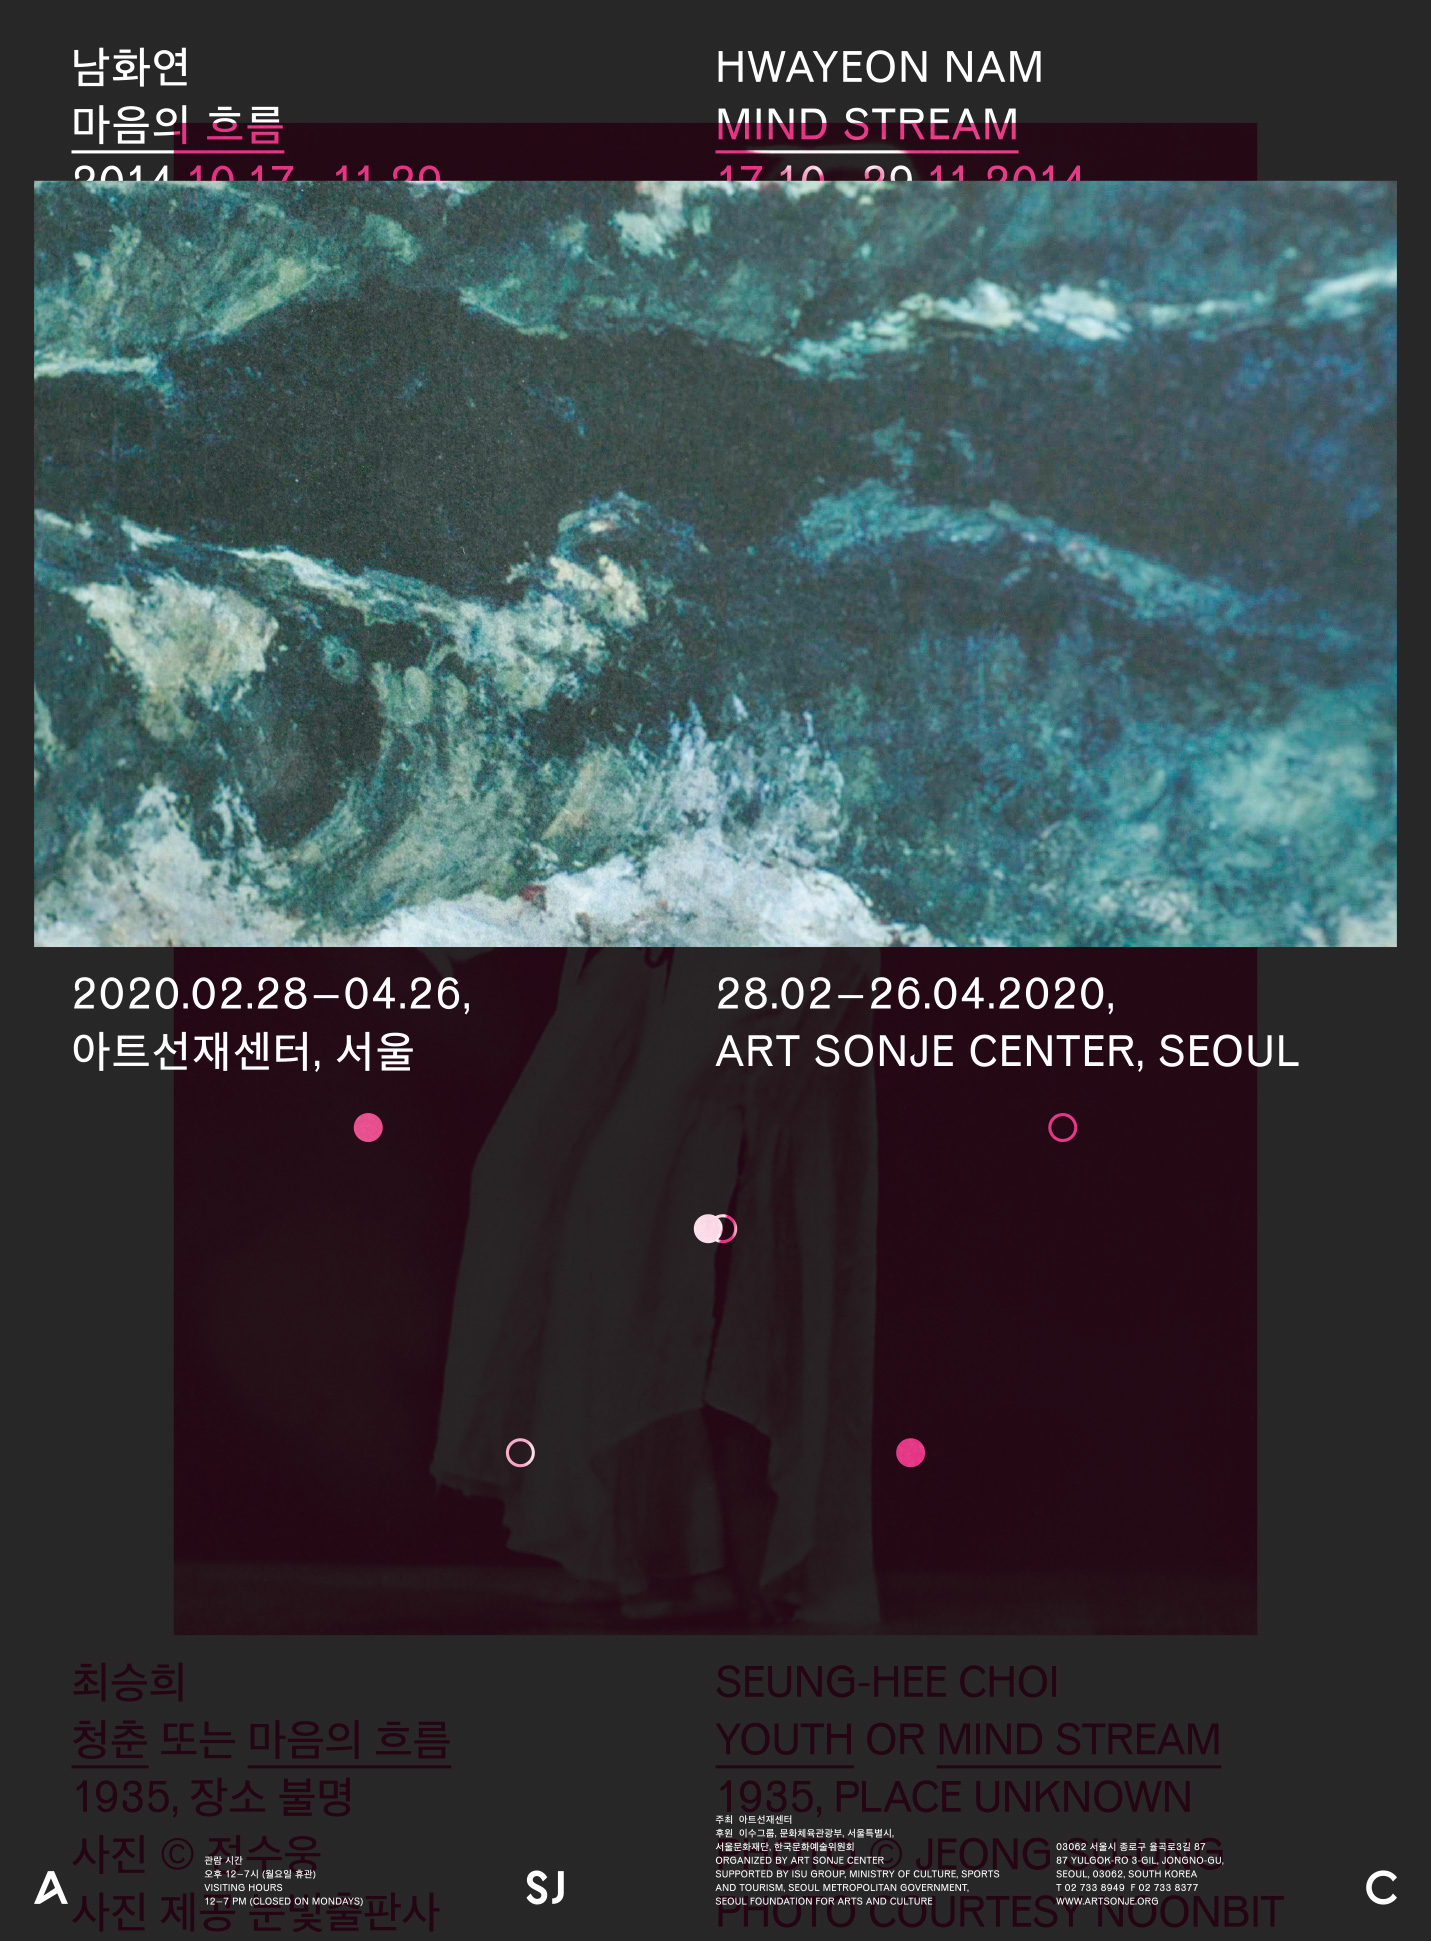 남화연
마음의 흐름
2014.10.17–11.29
HWAYEON NAM
MIND STREAM
17.10–29.11.2014
2020.02.28–04.26,
아트선재센터, 서울
28.02–26.04.2020,
ART SONJE CENTER, SEOUL
최승희
청춘 또는 마음의 흐름
1935, 장소 불명
사진 © 정수웅
사진 제공 눈빛출판사
SEUNG-HEE CHOI
YOUTH OR MIND STREAM
1935, PLACE UNKNOWN
© JEONG
PHOTO COURTESY NOONBIT
A
관람 시간
오후 12–7시 (월요일 휴관)
VISITING HOURS
12–7 PM (CLOSED ON MONDAYS)
SJ
주최 아트선재센터
후원 이수그룹, 문화체육관광부, 서울특별시,
서울문화재단, 한국문화예술위원회
ORGANIZED BY ART SONJE CENTER
SUPPORTED BY ISU GROUP, MINISTRY OF CULTURE, SPORTS
AND TOURISM, SEOUL METROPOLITAN GOVERNMENT,
SEOUL FOUNDATION FOR ARTS AND CULTURE
03062 서울시 종로구 율곡로3길 87
87 YULGOK-RO 3-GIL, JONGNO-GU,
SEOUL, 03062, SOUTH KOREA
T 02 733 8949 F 02 733 8377
WWW.ARTSONJE.ORG
C